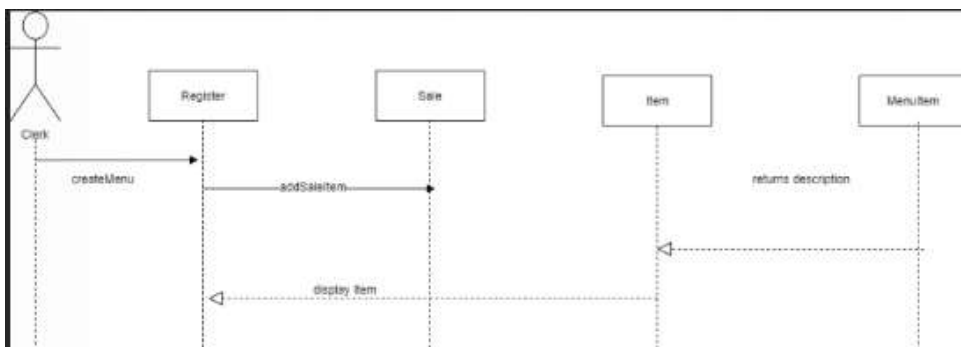 Clerk
Register
Sale
Item
MenuItem
createMenu
addSaleItem
returns description
display Item